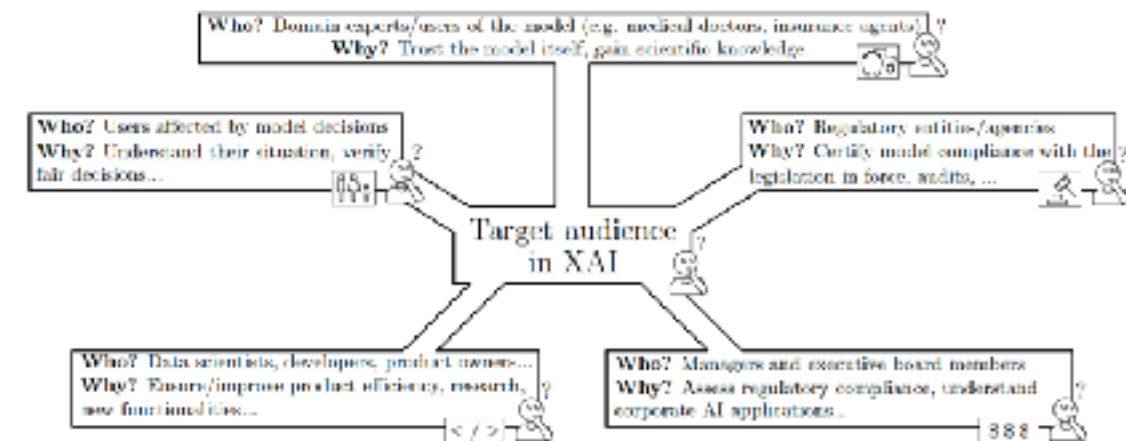 Who? Domain experts/users of the model (e.g. medical doctors, insurance agents) ?
Why? Trust the model itself, gain scientific knowledge
Who? Users affected by model decisions
Why? Understand their situation, verify ?
fair decisions...
Who? Regulatory entities/agencies
Why? Certify model compliance with the ?
legislation in force, audits, ...
Target audience ?
in XAI
Who? Data scientists, developers, product owners...
Why? Ensure/improve product efficiency, research, ?
new functionalities...
< / >
Who? Managers and executive board members
Why? Assess regulatory compliance, understand ?
corporate AI applications...